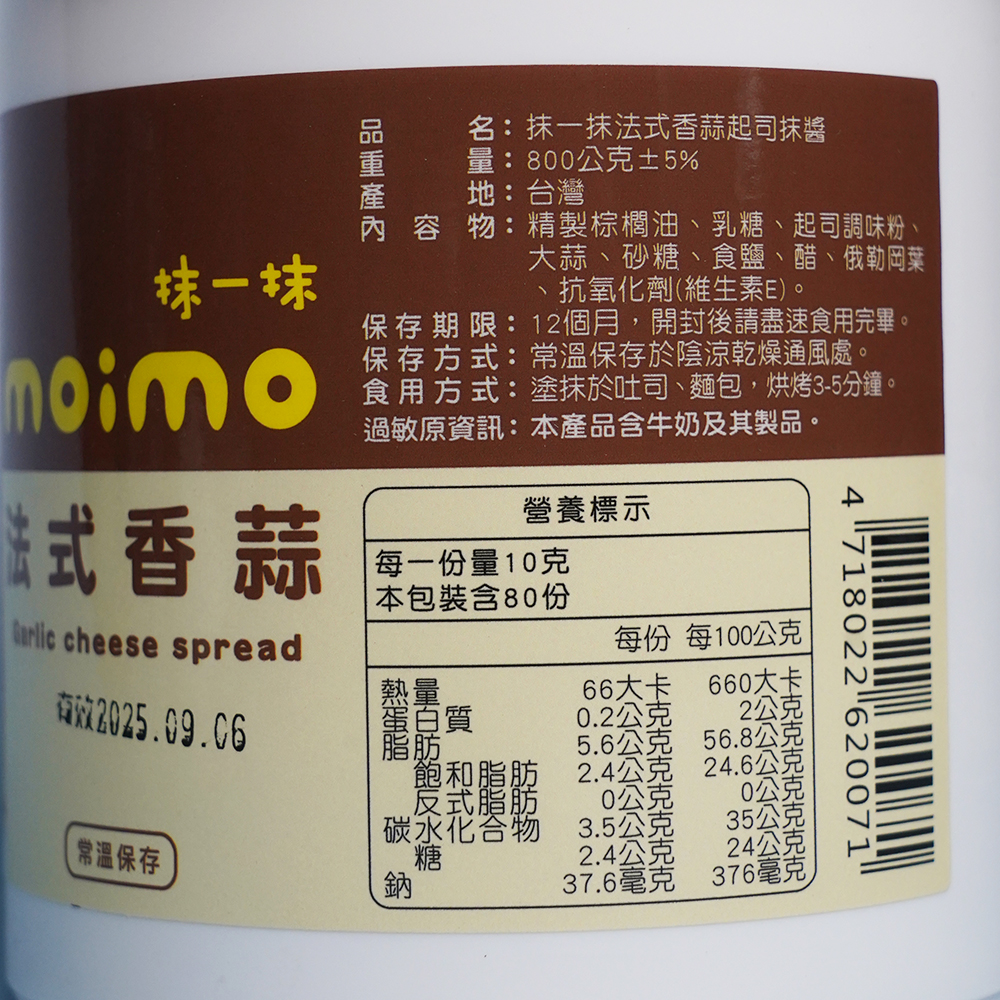 品名：抹一抹法式香蒜起司抹醬
重量：800公克±5%
產地：台灣
內容物：精製棕櫚油、乳糖、起司調味粉、
大蒜、砂糖、食鹽、醋、俄勒岡葉
、抗氧化劑(維生素E)。
保存期限：12個月，開封後請盡速食用完畢。
保存方式：常溫保存於陰涼乾燥通風處。
食用方式：塗抹於吐司、麵包，烘烤3-5分鐘。
過敏原資訊：本產品含牛奶及其製品。
抹一抹
moimo
法式香蒜
Garlic cheese spread
有效2025.09.06
常溫保存
營養標示
每一份量10克
本包裝含80份
每份 每100公克
熱量 66大卡 660大卡
蛋白質 0.2公克 2公克
脂肪 5.6公克 56.8公克
飽和脂肪 2.4公克 24.6公克
反式脂肪 0公克 0公克
碳水化合物 3.5公克 35公克
糖 2.4公克 24公克
鈉 37.6毫克 376毫克
4 718022 620071